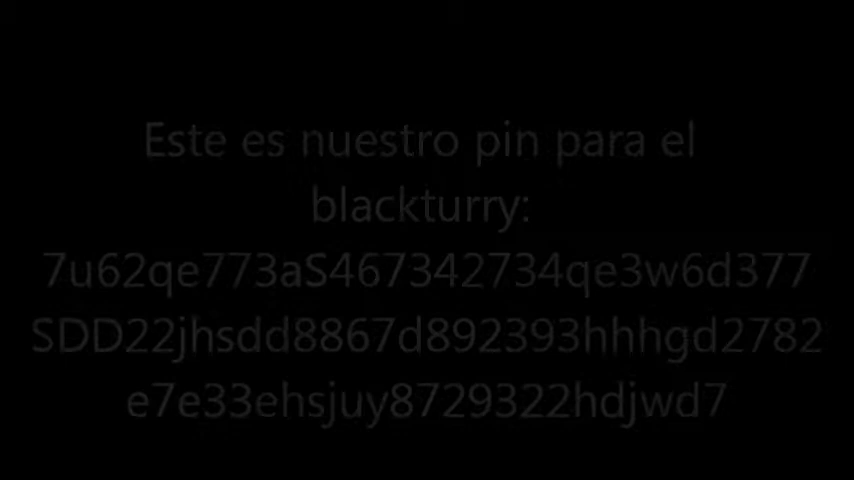 Este es nuestro pin para el
blackturry:
7u62qe773aS467342734qe3w6d377
SDD22jhsdd8867d892393hhhgd2782
e7e33ehsjuy8729322hdjwd7